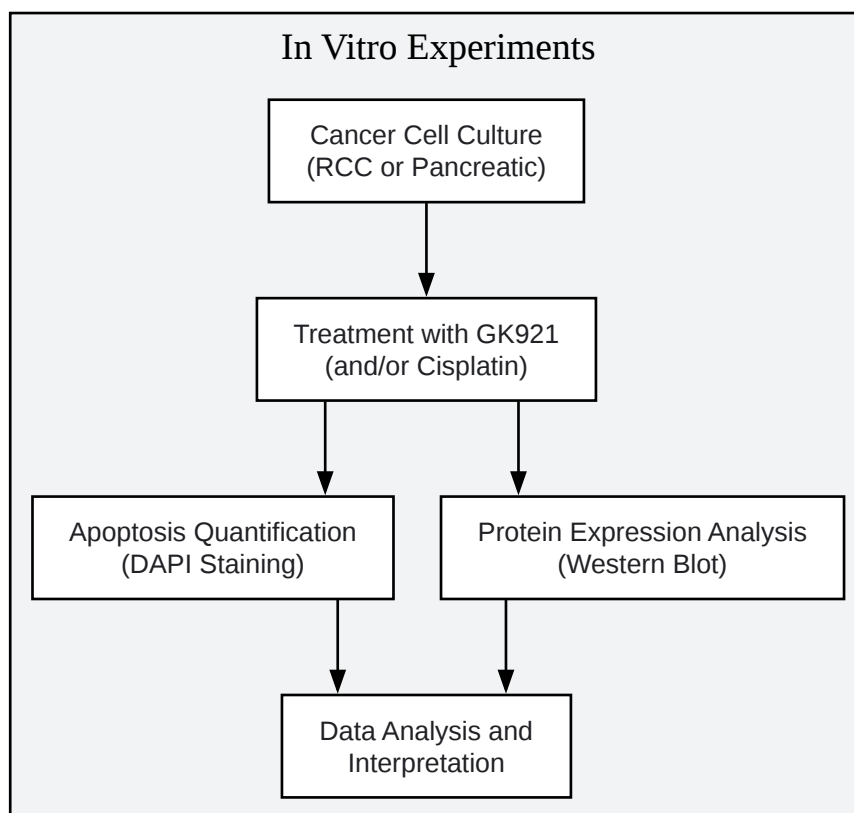 In Vitro Experiments
Cancer Cell Culture
(RCC or Pancreatic)
Treatment with GK921
(and/or Cisplatin)
Apoptosis Quantification
(DAPI Staining)
Protein Expression Analysis
(Western Blot)
Data Analysis and
Interpretation